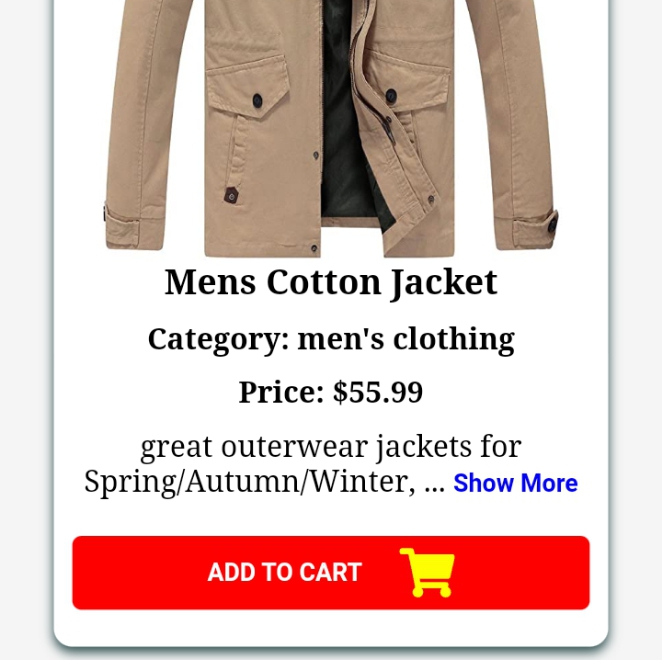 Mens Cotton Jacket
Category: men's clothing
Price: $55.99
great outerwear jackets for
Spring/Autumn/Winter, ... Show More
ADD TO CART